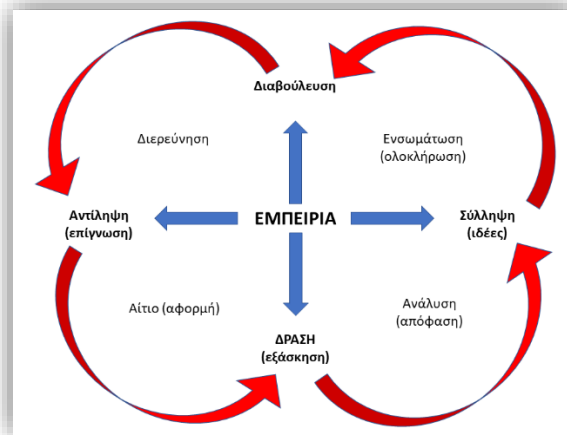 Διαβούλευση
Διερεύνηση
Ενσωμάτωση
(ολοκλήρωση)
Αντίληψη
(επίγνωση)
ΕΜΠΕΙΡΙΑ
Σύλληψη
(ιδέες)
Αίτιο (αφορμή)
Ανάλυση
(απόφαση)
ΔΡΑΣΗ
(εξάσκηση)